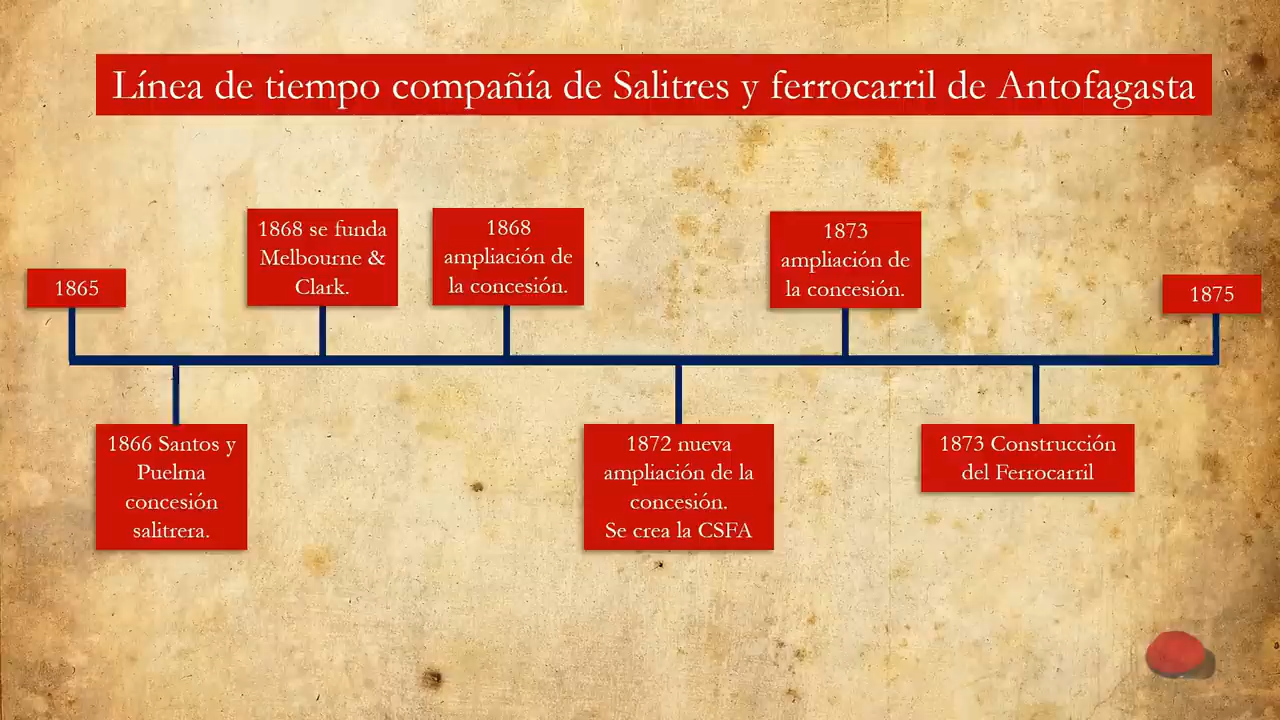 Línea de tiempo compañía de Salitres y ferrocarril de Antofagasta
1865
1866 Santos y
Puelma
concesión
salitrera.
1868 se funda
Melbourne &
Clark.
1868
ampliación de
la concesión.
1872 nueva
ampliación de la
concesión.
Se crea la CSFA
1873
ampliación de
la concesión.
1873 Construcción
del Ferrocarril
1875